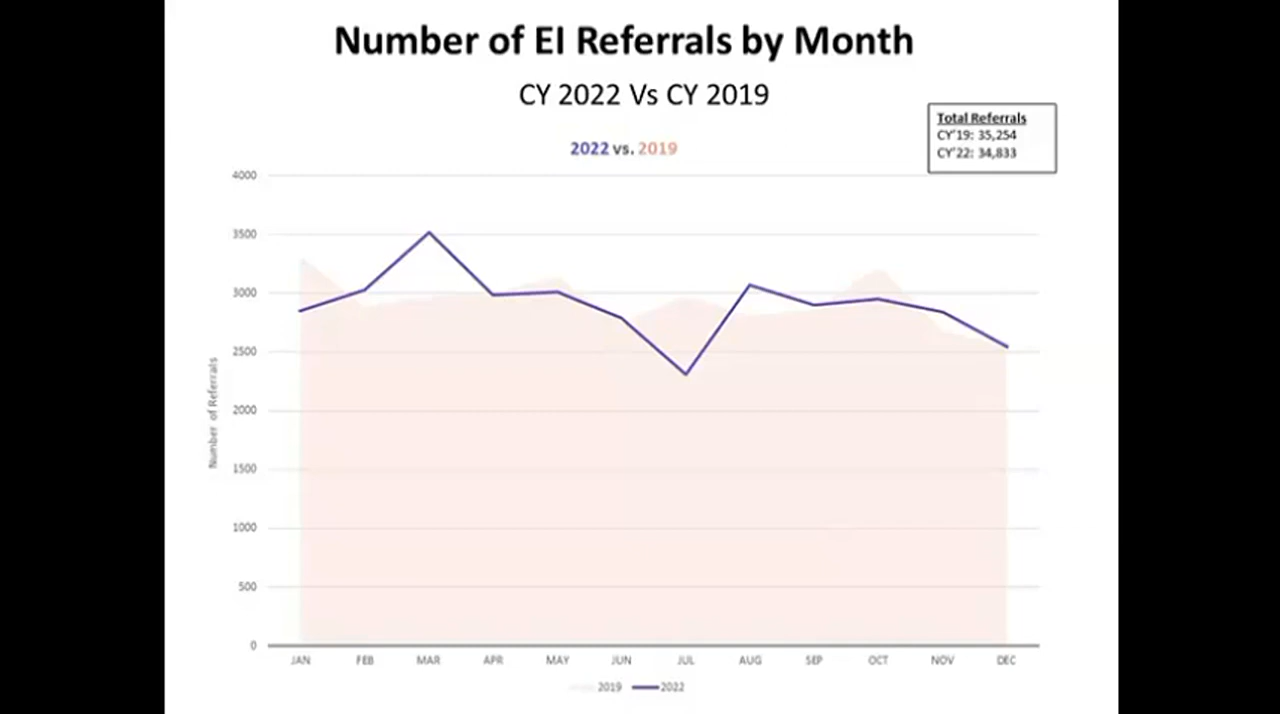 Number of EI Referrals by Month
CY 2022 Vs CY 2019
Total Referrals
CY'19: 35,254
CY'22: 34,833
2022 vs. 2019
4000
3500
3000
2500
2000
1500
1000
500
0
Number of Referrals
JAN FEB MAR APR MAY JUN JUL AUG SEP OCT NOV DEC
2019 2022